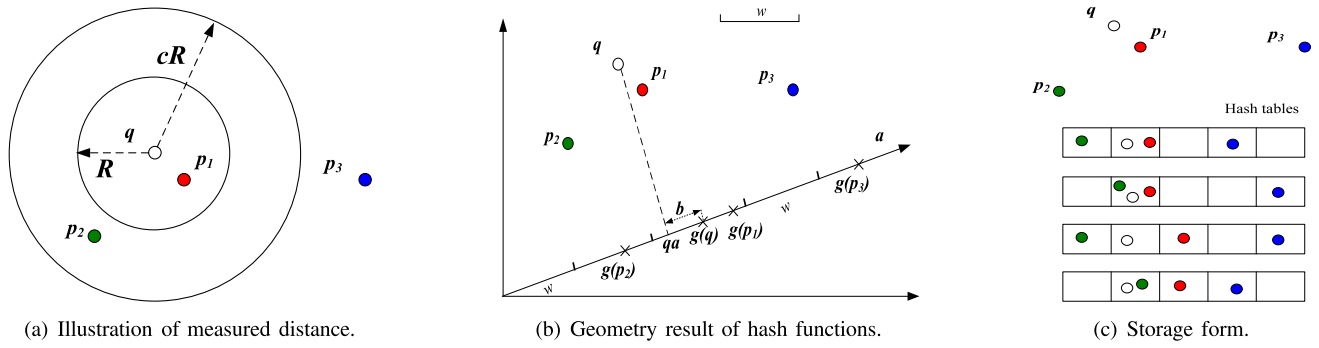 cR
q
R
p1
p2
p3
(a) Illustration of measured distance.
w
q
p1
p3
p2
a
g(p3)
b
w
qa
g(q)
g(p1)
g(p2)
w
(b) Geometry result of hash functions.
q
p1
p3
p2
Hash tables
(c) Storage form.